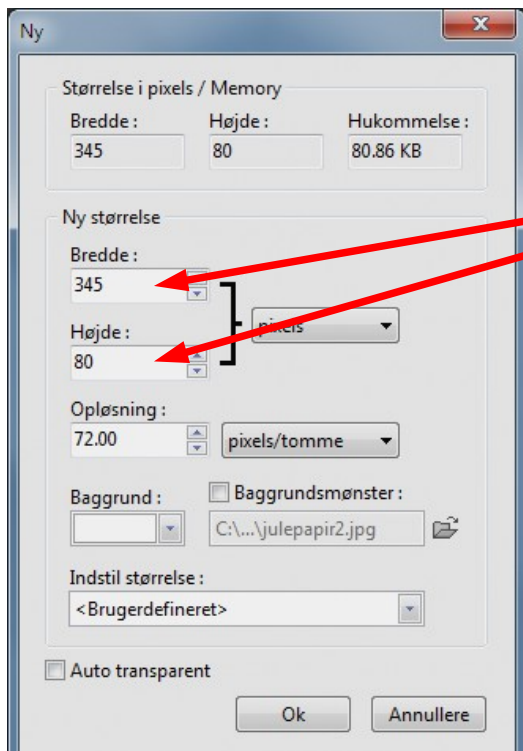 Ny
Størrelse i pixels / Memory
Bredde : Højde : Hukommelse :
345 80 80.86 KB
Ny størrelse
Bredde :
345
pixels
Højde :
80
Opløsning :
72.00 pixels/tomme
Baggrund : Baggrundsmønster :
C:\...\julepapir2.jpg
Indstil størrelse :
<Brugerdefineret>
Auto transparent
Ok Annullere